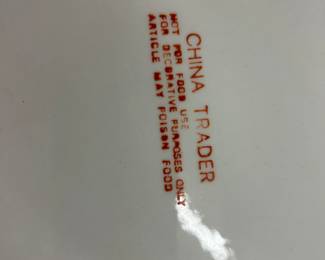 CHINA TRADER
NOT FOR FOOD USE
FOR DECORATIVE PURPOSES ONLY
ARTICLE MAY POISON FOOD